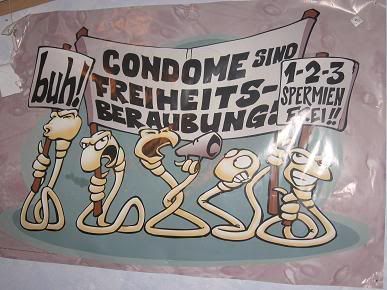 buh!
CONDOME SIND
FREIHEITS-
BERAUBUNG!
1-2-3
SPERMIEN
FREI!!